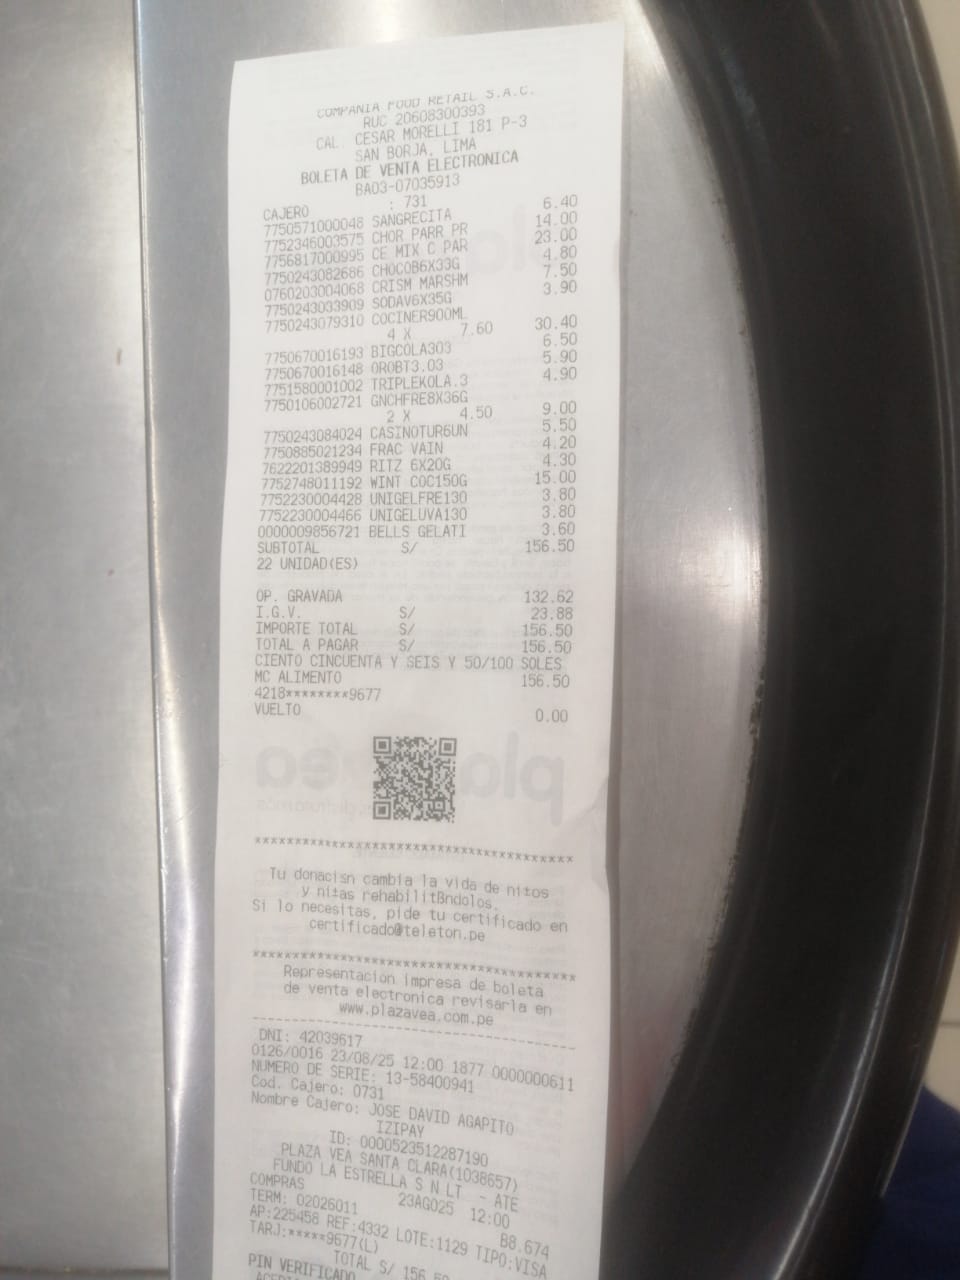 COMPANIA FOOD RETAIL S.A.C.
RUC 20608300393
CAL. CESAR MORELLI 181 P-3
SAN BORJA, LIMA
BOLETA DE VENTA ELECTRONICA
BA03-07035913
CAJERO : 731
7750571000048 SANGRECITA 6.40
7752346003575 CHOR PARR PR 14.00
7756817000995 CE MIX C PAR 23.00
7750243082686 CHOCOB6X33G 4.80
0760203004068 CRISM MARSHM 7.50
7750243033909 SODAV6X35G 3.90
7750243079310 COCINER900ML
4 X 7.60 30.40
7750670016193 BIGCOLA303 6.50
7750670016148 OROBT3.03 5.90
7751580001002 TRIPLEKOLA.3 4.90
7750106002721 GNCHFRE8X36G
2 X 4.50 9.00
7750243084024 CASINOTUR6UN 5.50
7750885021234 FRAC VAIN 4.20
7622201389949 RITZ 6X20G 4.30
7752748011192 WINT COC150G 15.00
7752230004428 UNIGELFRE130 3.80
7752230004466 UNIGELUVA130 3.80
0000009856721 BELLS GELATI 3.60
SUBTOTAL S/ 156.50
22 UNIDAD(ES)
OP. GRAVADA 132.62
I.G.V. S/ 23.88
IMPORTE TOTAL S/ 156.50
TOTAL A PAGAR S/ 156.50
CIENTO CINCUENTA Y SEIS Y 50/100 SOLES
MC ALIMENTO 156.50
4218********9677
VUELTO 0.00
****************************************
Tu donacisn cambia la vida de nitos
y nitas rehabilitßndolos.
Si lo necesitas, pide tu certificado en
certificado@teleton.pe
****************************************
Representacion impresa de boleta
de venta electronica revisarla en
www.plazavea.com.pe
----------------------------------------
DNI: 42039617
0126/0016 23/08/25 12:00 1877 0000000611
NUMERO DE SERIE: 13-58400941
Cod. Cajero: 0731
Nombre Cajero: JOSE DAVID AGAPITO
IZIPAY
ID: 0000523512287190
PLAZA VEA SANTA CLARA(1038657)
FUNDO LA ESTRELLA S N LT - ATE
COMPRAS 23AGO25 12:00
TERM: 02026011 B8.674
AP:225458 REF:4332 LOTE:1129 TIPO:VISA
TARJ:*****9677(L)
TOTAL S/ 156.50
PIN VERIFICADO